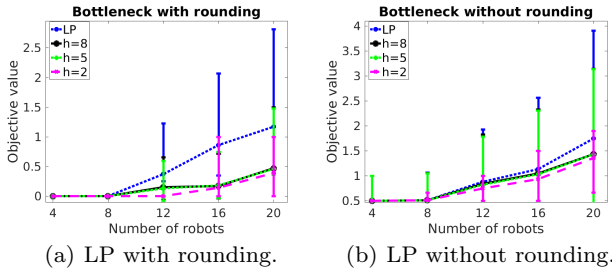 Bottleneck with rounding
LP
h=8
h=5
h=2
Objective value
2.5
2
1.5
1
0.5
0
4 8 12 16 20
Number of robots
(a) LP with rounding.
Bottleneck without rounding
LP
h=8
h=5
h=2
Objective value
4
3.5
3
2.5
2
1.5
1
0.5
4 8 12 16 20
Number of robots
(b) LP without rounding.